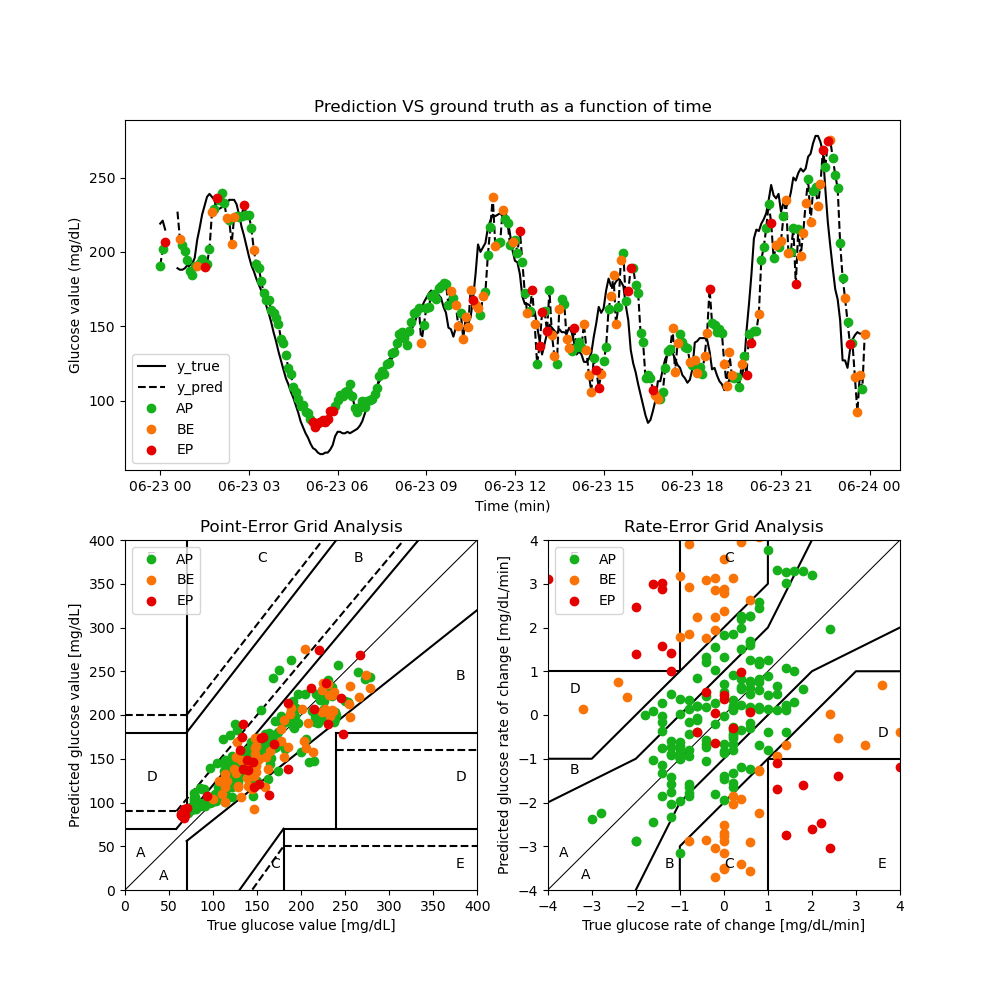 Prediction VS ground truth as a function of time
Glucose value (mg/dL)
250
200
150
100
y_true
y_pred
AP
BE
EP
06-23 00 06-23 03 06-23 06 06-23 09 06-23 12 06-23 15 06-23 18 06-23 21 06-24 00
Time (min)
Point-Error Grid Analysis
Predicted glucose value [mg/dL]
400
350
300
250
200
150
100
50
0
AP
BE
EP
C
B
B
D
D
A
A
C
E
0 50 100 150 200 250 300 350 400
True glucose value [mg/dL]
Rate-Error Grid Analysis
Predicted glucose rate of change [mg/dL/min]
4
3
2
1
0
−1
−2
−3
−4
AP
BE
EP
C
D
D
B
A
A
B
C
E
−4 −3 −2 −1 0 1 2 3 4
True glucose rate of change [mg/dL/min]